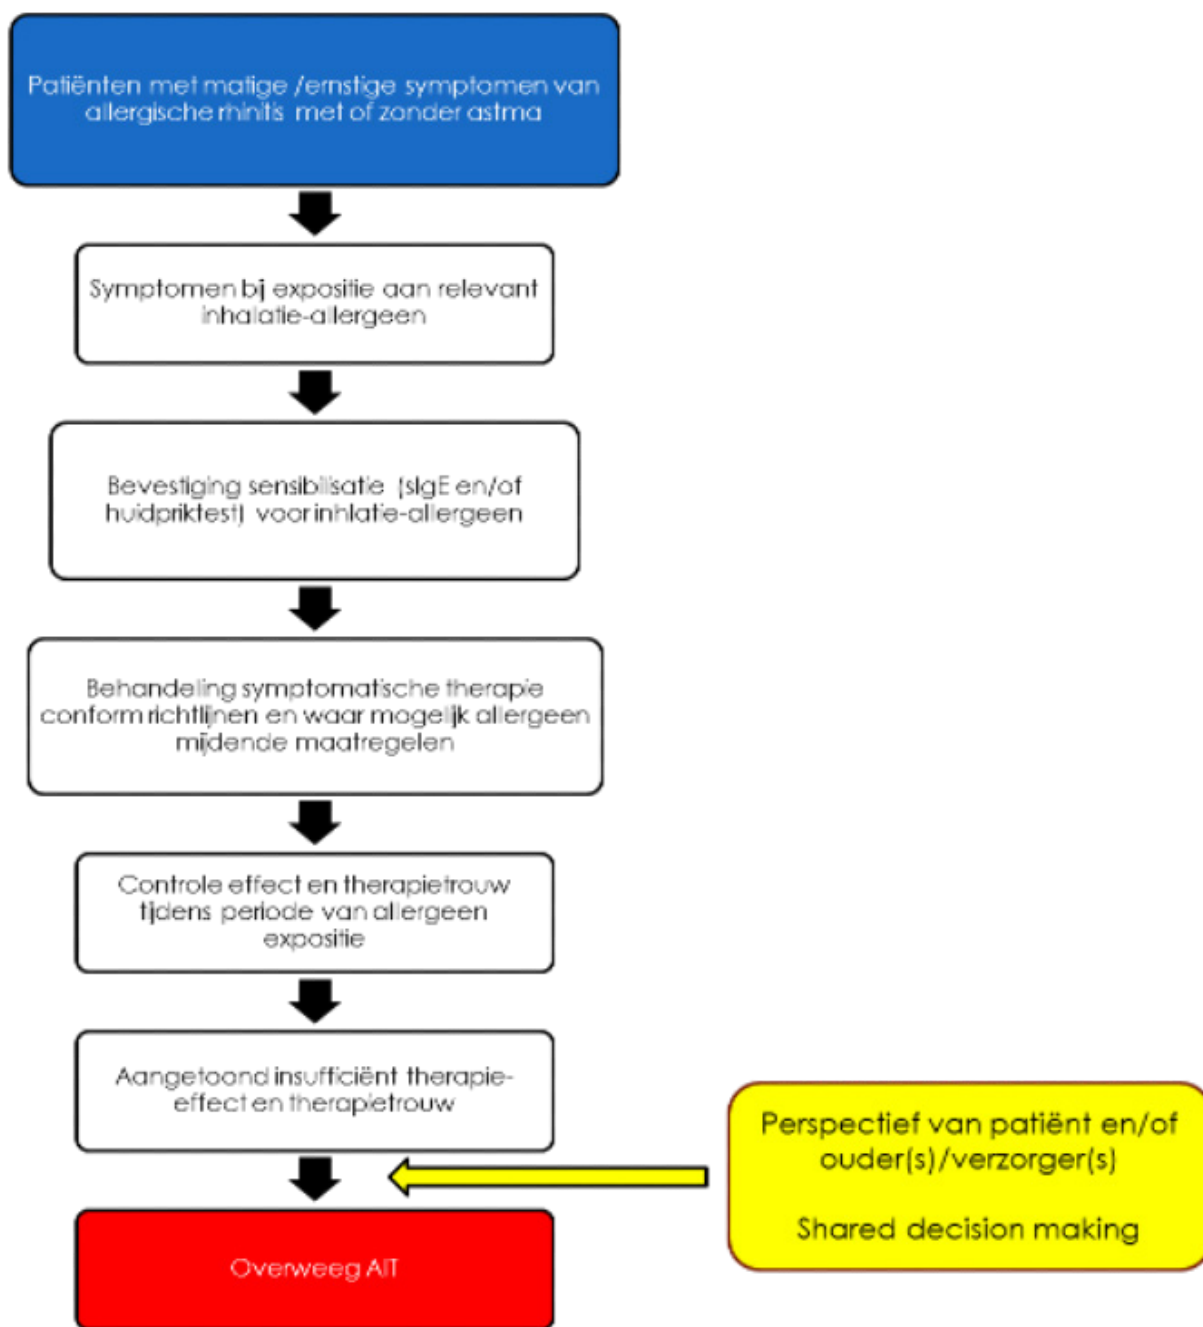 Patiënten met matige /ernstige symptomen van
allergische rhinitis met of zonder astma
Symptomen bij expositie aan relevant
inhalatie-allergeen
Bevestiging sensibilisatie (sIgE en/of
huidpriktest) voor inhlatie-allergeen
Behandeling symptomatische therapie
conform richtlijnen en waar mogelijk allergeen
mijdende maatregelen
Controle effect en therapietrouw
tijdens periode van allergeen
expositie
Aangetoond insufficiënt therapie-
effect en therapietrouw
Perspectief van patiënt en/of
ouder(s)/verzorger(s)
Shared decision making
Overweeg AIT